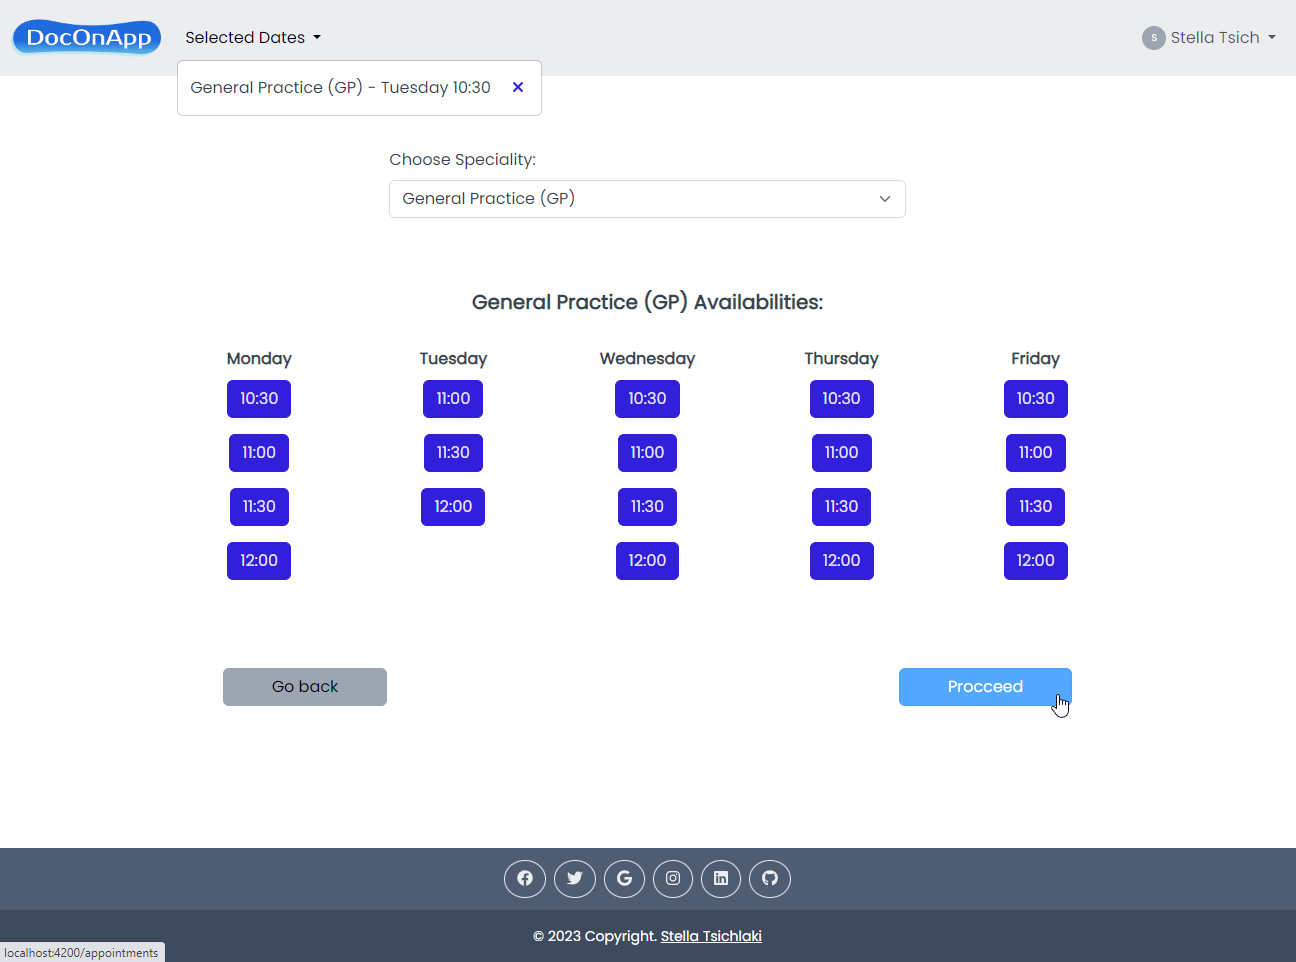 DocOnApp
Selected Dates
S Stella Tsich
General Practice (GP) - Tuesday 10:30
Choose Speciality:
General Practice (GP)
General Practice (GP) Availabilities:
Monday Tuesday Wednesday Thursday Friday
10:30 11:00 10:30 10:30 10:30
11:00 11:30 11:00 11:00 11:00
11:30 12:00 11:30 11:30 11:30
12:00 12:00 12:00 12:00
Go back Procceed
© 2023 Copyright. Stella Tsichlaki
localhost:4200/appointments